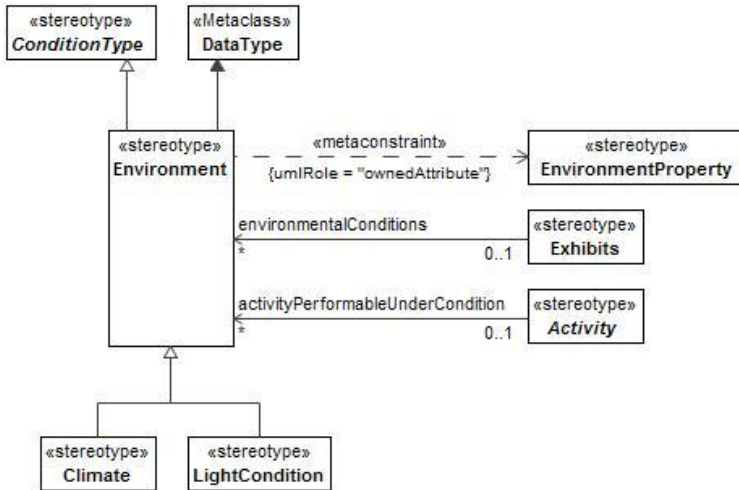 «stereotype»
ConditionType
«Metaclass»
DataType
«stereotype»
Environment
«metaconstraint»
{umlRole = "ownedAttribute"}
«stereotype»
EnvironmentProperty
environmentalConditions
*
0..1
«stereotype»
Exhibits
activityPerformableUnderCondition
*
0..1
«stereotype»
Activity
«stereotype»
Climate
«stereotype»
LightCondition